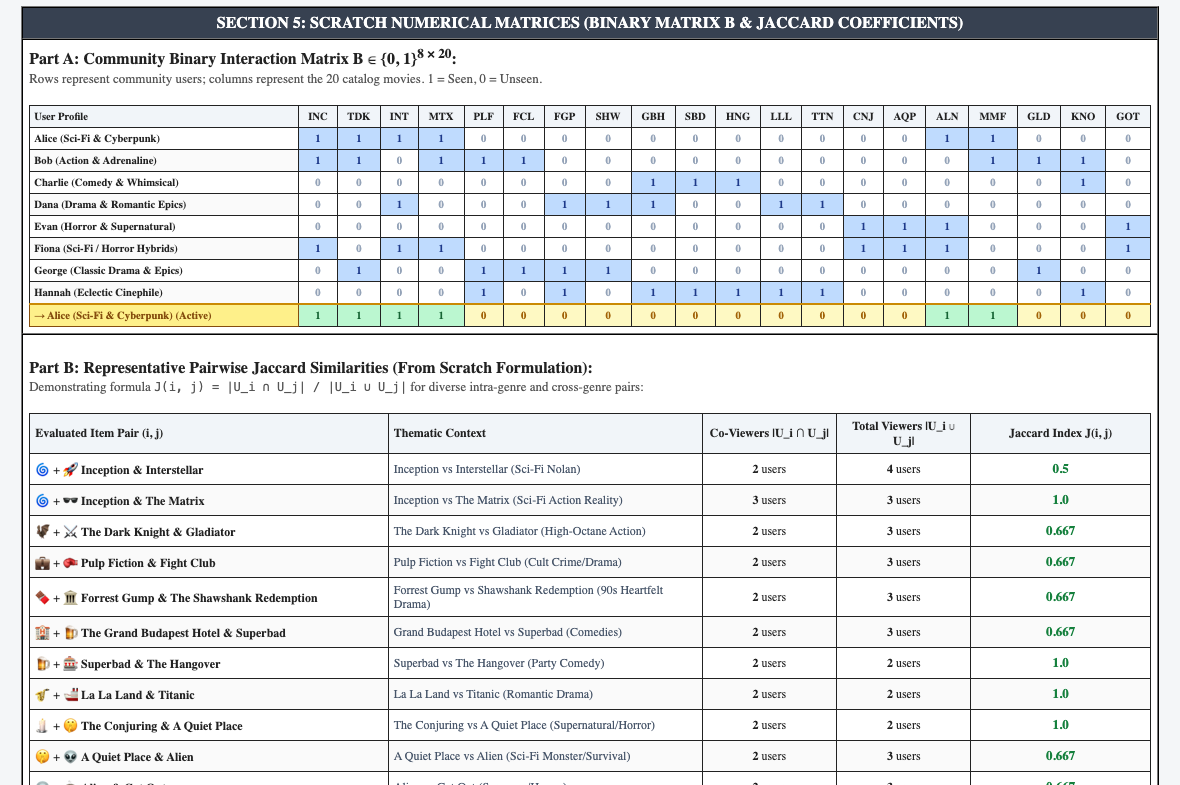 SECTION 5: SCRATCH NUMERICAL MATRICES (BINARY MATRIX B & JACCARD COEFFICIENTS)
Part A: Community Binary Interaction Matrix B ∈ {0, 1}^8 × 20:
Rows represent community users; columns represent the 20 catalog movies. 1 = Seen, 0 = Unseen.
User Profile INC TDK INT MTX PLF FCL FGP SHW GBH SBD HNG LLL TTN CNJ AQP ALN MMF GLD KNO GOT
Alice (Sci-Fi & Cyberpunk) 1 1 1 1 0 0 0 0 0 0 0 0 0 0 0 1 1 0 0 0
Bob (Action & Adrenaline) 1 1 0 1 1 1 0 0 0 0 0 0 0 0 0 0 1 1 1 0
Charlie (Comedy & Whimsical) 0 0 0 0 0 0 0 0 1 1 1 0 0 0 0 0 0 0 1 0
Dana (Drama & Romantic Epics) 0 0 1 0 0 0 1 1 1 0 0 1 1 0 0 0 0 0 0 0
Evan (Horror & Supernatural) 0 0 0 0 0 0 0 0 0 0 0 0 0 1 1 1 0 0 0 1
Fiona (Sci-Fi / Horror Hybrids) 1 0 1 1 0 0 0 0 0 0 0 0 0 1 1 1 0 0 0 1
George (Classic Drama & Epics) 0 1 0 0 1 1 1 1 0 0 0 0 0 0 0 0 0 1 0 0
Hannah (Eclectic Cinephile) 0 0 0 0 1 0 1 0 1 1 1 1 1 0 0 0 0 0 1 0
→ Alice (Sci-Fi & Cyberpunk) (Active) 1 1 1 1 0 0 0 0 0 0 0 0 0 0 0 1 1 0 0 0
Part B: Representative Pairwise Jaccard Similarities (From Scratch Formulation):
Demonstrating formula J(i, j) = |U_i ∩ U_j| / |U_i ∪ U_j| for diverse intra-genre and cross-genre pairs:
Evaluated Item Pair (i, j) Thematic Context Co-Viewers |U_i ∩ U_j| Total Viewers |U_i ∪
U_j| Jaccard Index J(i, j)
🌀 + 🚀 Inception & Interstellar Inception vs Interstellar (Sci-Fi Nolan) 2 users 4 users 0.5
🌀 + 🕶️ Inception & The Matrix Inception vs The Matrix (Sci-Fi Action Reality) 3 users 3 users 1.0
🦇 + ⚔️ The Dark Knight & Gladiator The Dark Knight vs Gladiator (High-Octane Action) 2 users 3 users 0.667
💼 + 🥊 Pulp Fiction & Fight Club Pulp Fiction vs Fight Club (Cult Crime/Drama) 2 users 3 users 0.667
🍫 + 🏛️ Forrest Gump & The Shawshank Redemption Forrest Gump vs Shawshank Redemption (90s Heartfelt
Drama) 2 users 3 users 0.667
🏨 + 🍻 The Grand Budapest Hotel & Superbad Grand Budapest Hotel vs Superbad (Comedies) 2 users 3 users 0.667
🍻 + 🎰 Superbad & The Hangover Superbad vs The Hangover (Party Comedy) 2 users 2 users 1.0
🎷 + 🚢 La La Land & Titanic La La Land vs Titanic (Romantic Drama) 2 users 2 users 1.0
🕯️ + 🤫 The Conjuring & A Quiet Place The Conjuring vs A Quiet Place (Supernatural/Horror) 2 users 2 users 1.0
🤫 + 👽 A Quiet Place & Alien A Quiet Place vs Alien (Sci-Fi Monster/Survival) 2 users 3 users 0.667